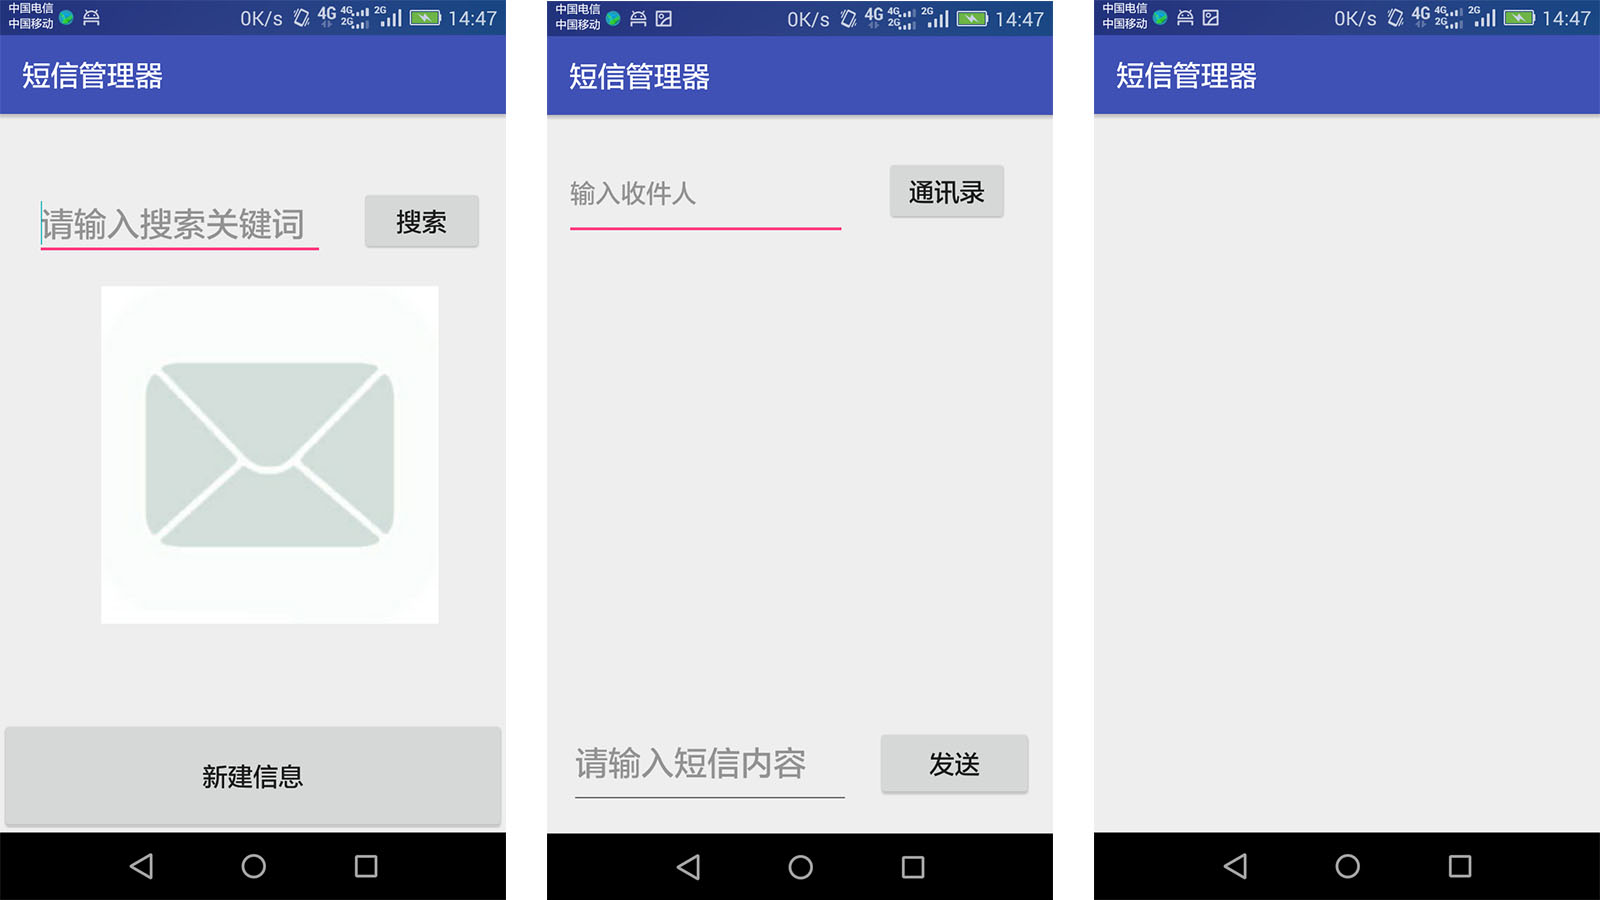 中国电信
中国移动
0K/s 4G 4G 2G 2G 14:47
短信管理器
请输入搜索关键词
搜索
新建信息
中国电信
中国移动
0K/s 4G 4G 2G 2G 14:47
短信管理器
输入收件人
通讯录
请输入短信内容
发送
中国电信
中国移动
0K/s 4G 4G 2G 2G 14:47
短信管理器